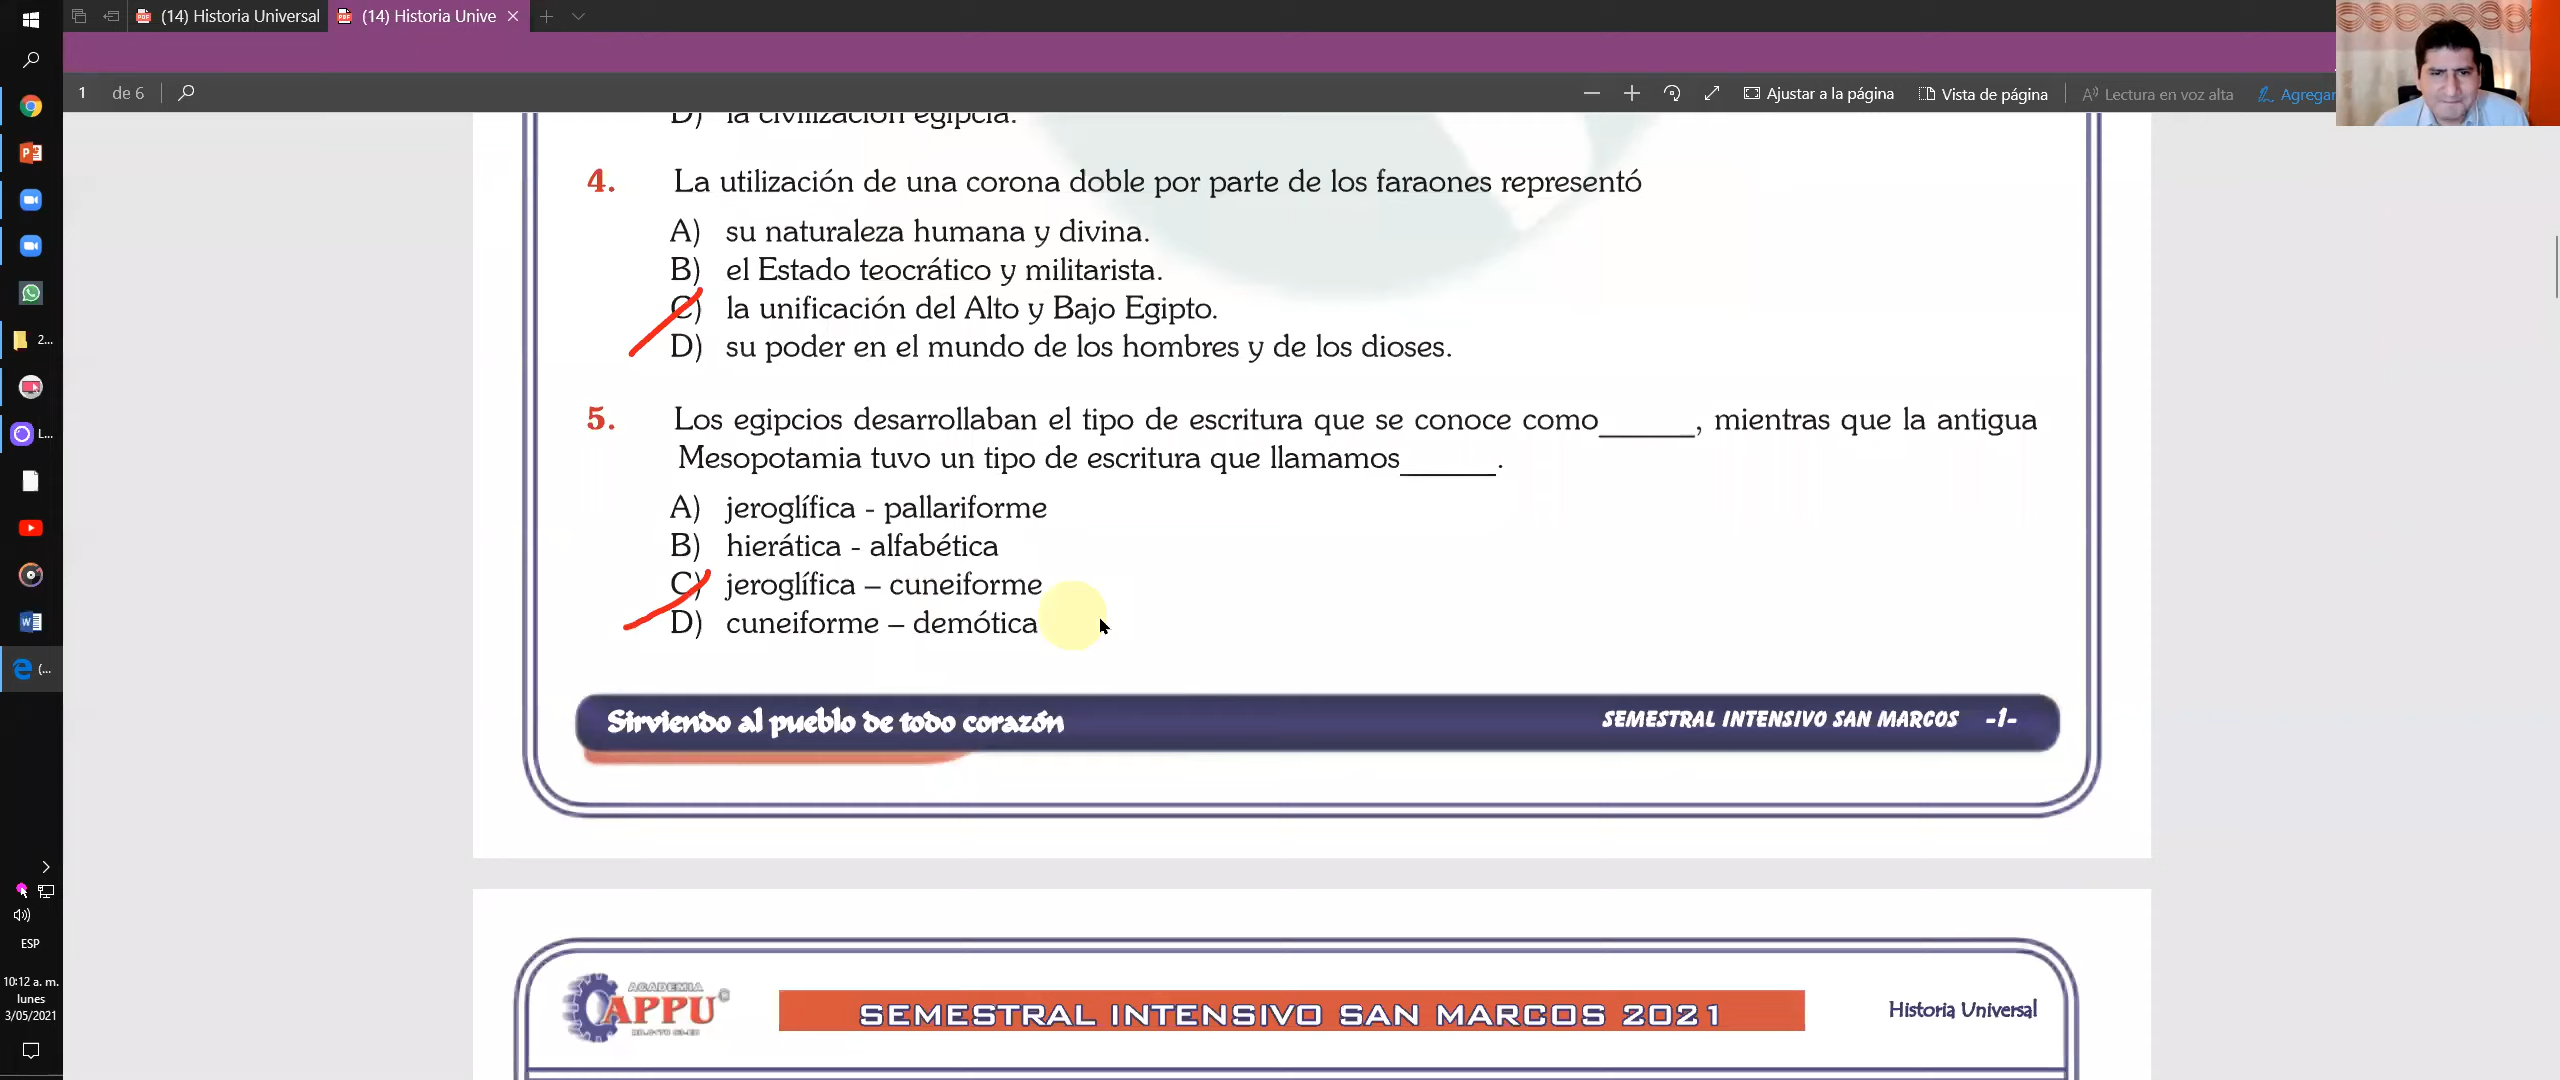 (14) Historia Universal
(14) Historia Unive
1 de 6
Ajustar a la página
Vista de página
Lectura en voz alta
Agregar
D) la civilización egipcia.
4. La utilización de una corona doble por parte de los faraones representó
A) su naturaleza humana y divina.
B) el Estado teocrático y militarista.
C) la unificación del Alto y Bajo Egipto.
D) su poder en el mundo de los hombres y de los dioses.
5. Los egipcios desarrollaban el tipo de escritura que se conoce como______, mientras que la antigua
Mesopotamia tuvo un tipo de escritura que llamamos______.
A) jeroglífica - pallariforme
B) hierática - alfabética
C) jeroglífica – cuneiforme
D) cuneiforme – demótica
Sirviendo al pueblo de todo corazón
SEMESTRAL INTENSIVO SAN MARCOS -1-
ACADEMIA
APPU
SEMESTRAL INTENSIVO SAN MARCOS 2021
Historia Universal
2...
L...
(...
ESP
10:12 a. m.
lunes
3/05/2021